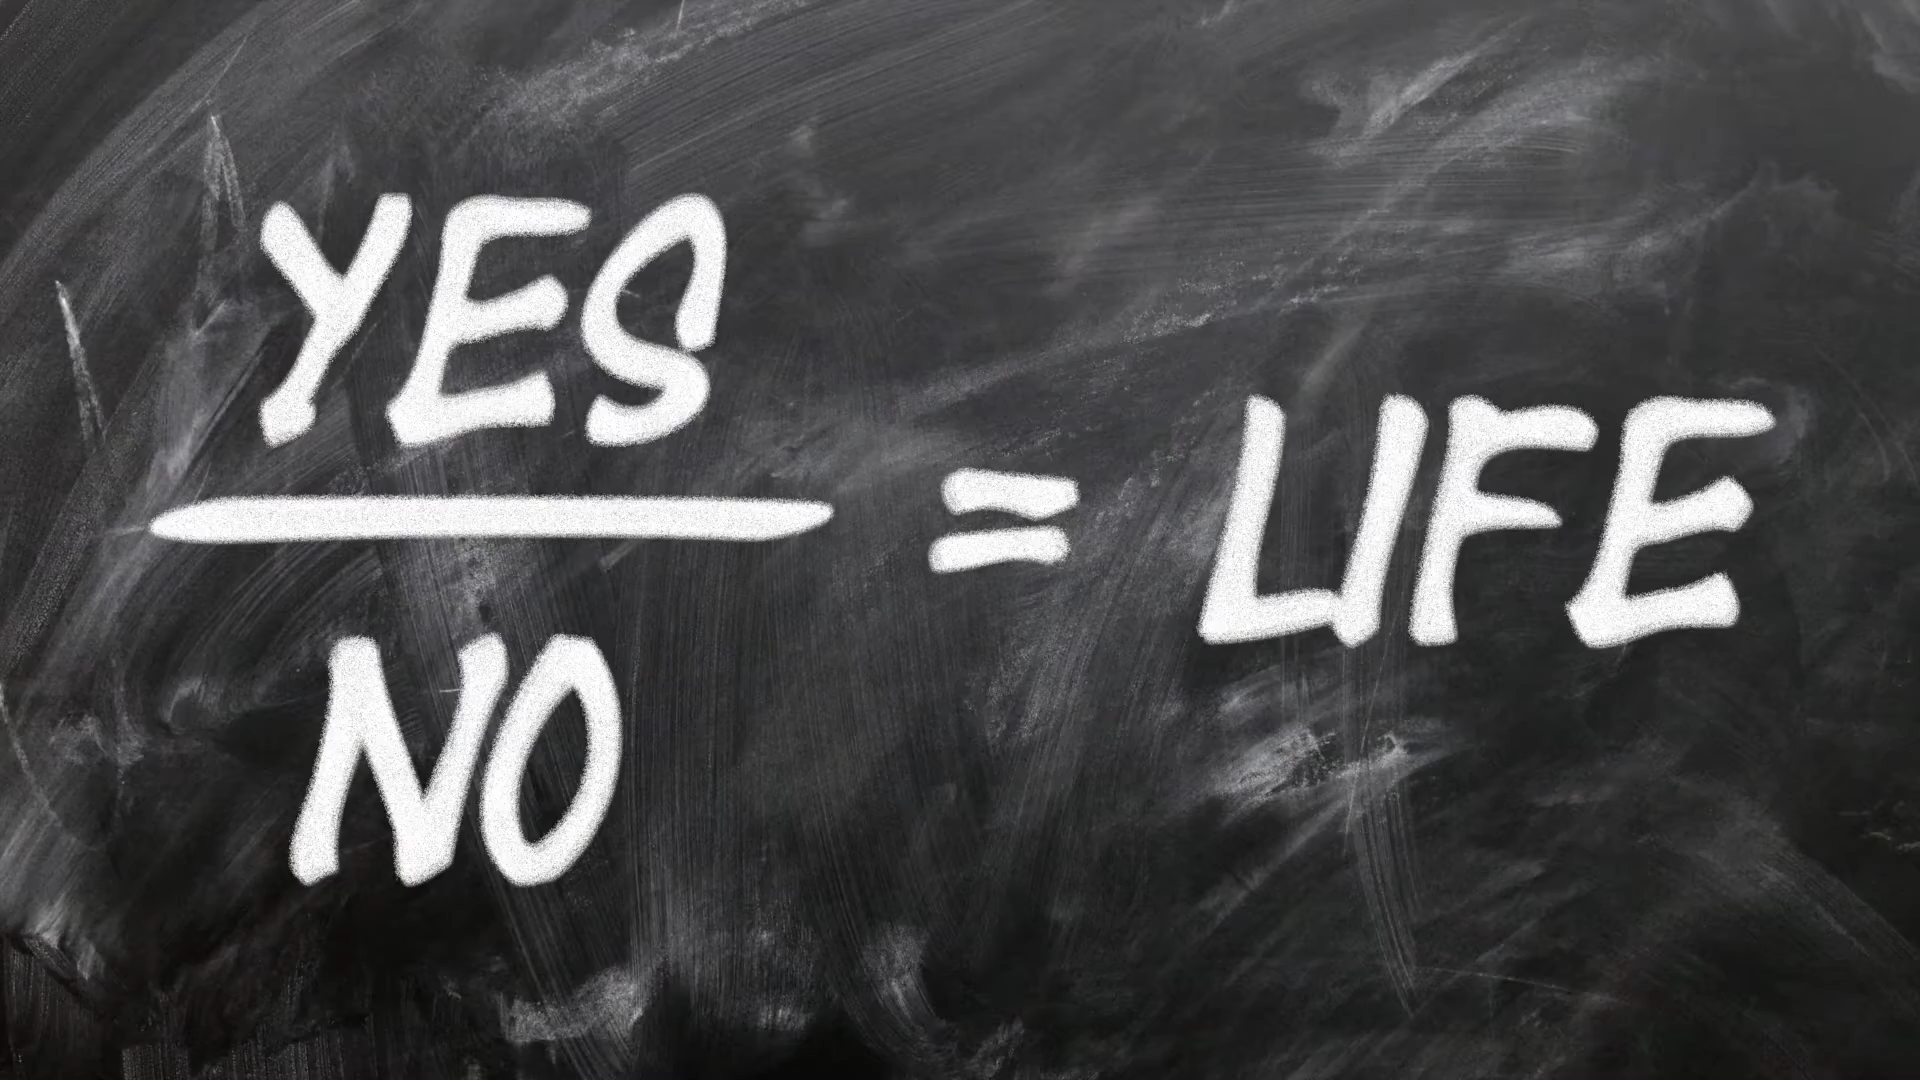 YES
NO
= LIFE